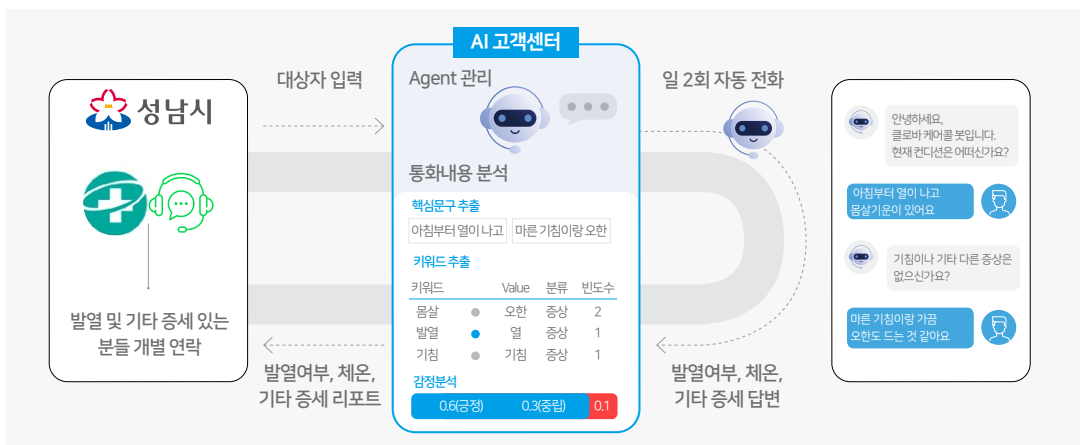 AI 고객센터
성남시
발열 및 기타 증세 있는
분들 개별 연락
대상자 입력
발열여부, 체온,
기타 증세 리포트
Agent 관리
통화내용 분석
핵심문구 추출
아침부터 열이 나고 마른 기침이랑 오한
키워드 추출
키워드 Value 분류 빈도수
몸살 오한 증상 2
발열 열 증상 1
기침 기침 증상 1
감정분석
0.6(긍정) 0.3(중립) 0.1
일 2회 자동 전화
발열여부, 체온,
기타 증세 답변
안녕하세요,
클로바 케어콜 봇입니다.
현재 컨디션은 어떠신가요?
아침부터 열이 나고
몸살기운이 있어요
기침이나 기타 다른 증상은
없으신가요?
마른 기침이랑 가끔
오한도 드는 것 같아요